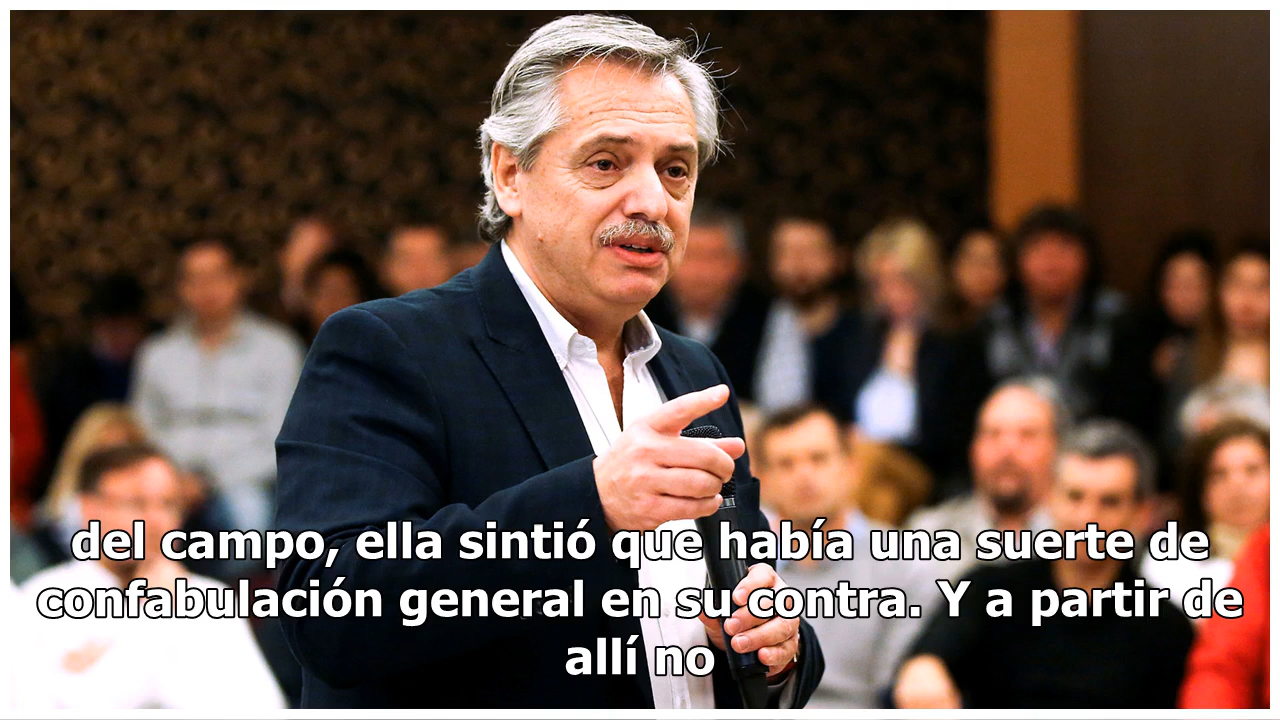 del campo, ella sintió que había una suerte de
confabulación general en su contra. Y a partir de
allí no